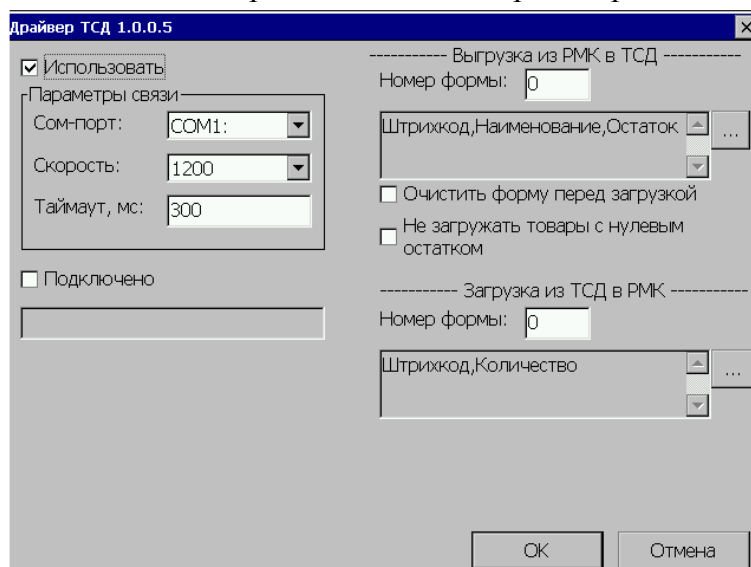 Драйвер ТСД 1.0.0.5
Использовать
Параметры связи
Сом-порт: COM1:
Скорость: 1200
Таймаут, мс: 300
Подключено
---------- Выгрузка из РМК в ТСД ----------
Номер формы: 0
Штрихкод,Наименование,Остаток
...
Очистить форму перед загрузкой
Не загружать товары с нулевым
остатком
---------- Загрузка из ТСД в РМК ----------
Номер формы: 0
Штрихкод,Количество
...
OK
Отмена